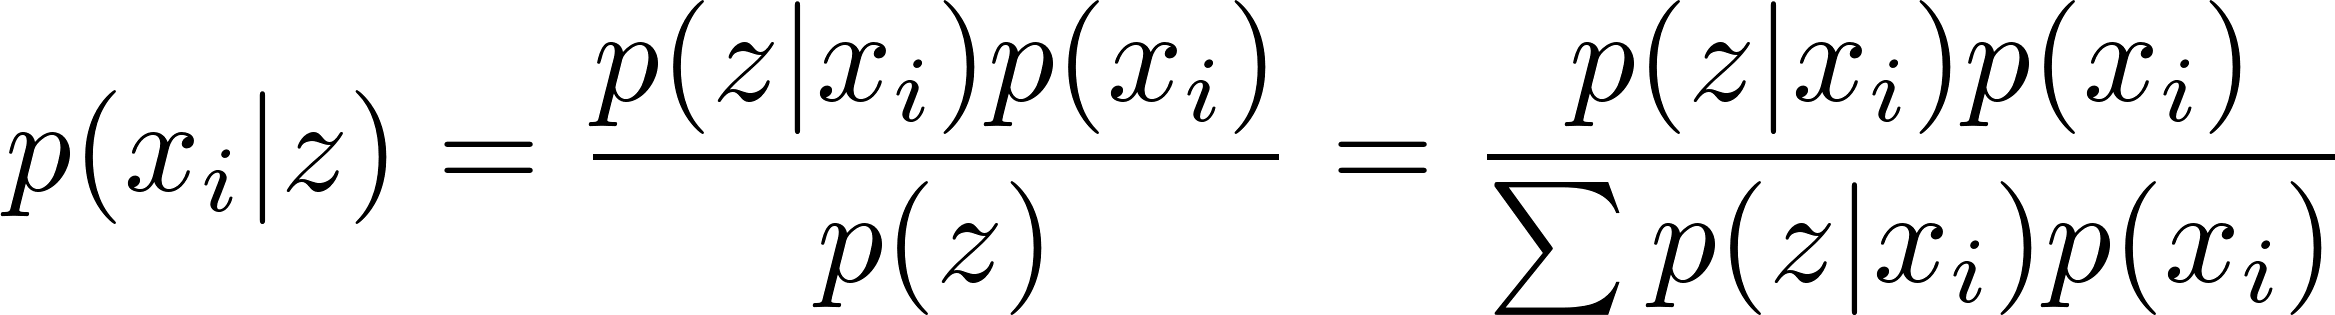 p(x_i|z) = \frac{p(z|x_i)p(x_i)}{p(z)} = \frac{p(z|x_i)p(x_i)}{\sum p(z|x_i)p(x_i)}